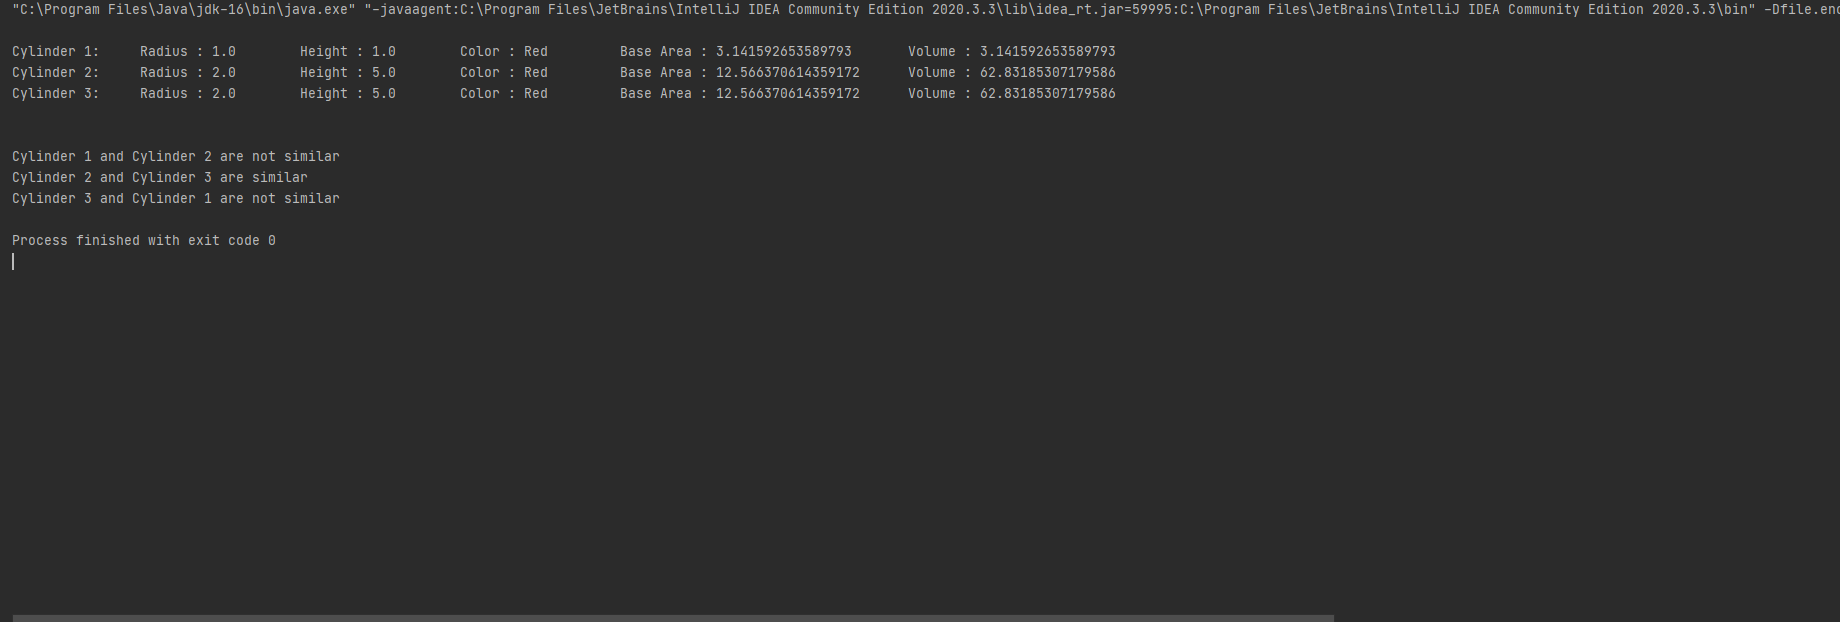 "C:\Program Files\Java\jdk-16\bin\java.exe" "-javaagent:C:\Program Files\JetBrains\IntelliJ IDEA Community Edition 2020.3.3\lib\idea_rt.jar=59995:C:\Program Files\JetBrains\IntelliJ IDEA Community Edition 2020.3.3\bin" -Dfile.enc
Cylinder 1: Radius : 1.0 Height : 1.0 Color : Red Base Area : 3.141592653589793 Volume : 3.141592653589793
Cylinder 2: Radius : 2.0 Height : 5.0 Color : Red Base Area : 12.566370614359172 Volume : 62.83185307179586
Cylinder 3: Radius : 2.0 Height : 5.0 Color : Red Base Area : 12.566370614359172 Volume : 62.83185307179586
Cylinder 1 and Cylinder 2 are not similar
Cylinder 2 and Cylinder 3 are similar
Cylinder 3 and Cylinder 1 are not similar
Process finished with exit code 0